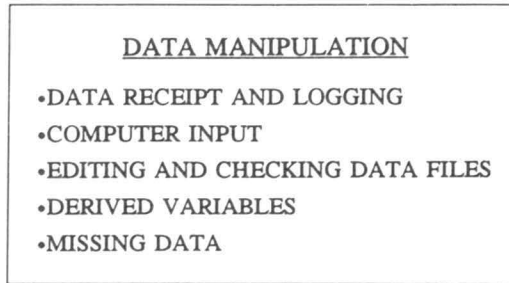 DATA MANIPULATION
•DATA RECEIPT AND LOGGING
•COMPUTER INPUT
•EDITING AND CHECKING DATA FILES
•DERIVED VARIABLES
•MISSING DATA